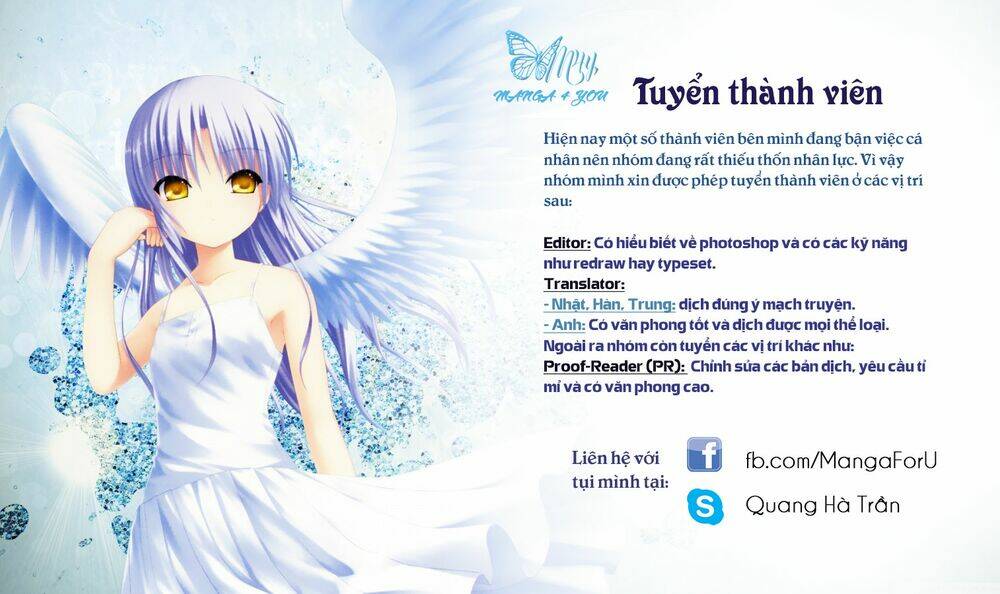 M4U
MANGA 4 YOU
Tuyển thành viên
Hiện nay một số thành viên bên mình đang bận việc cá
nhân nên nhóm đang rất thiếu thốn nhân lực. Vì vậy
nhóm mình xin được phép tuyển thành viên ở các vị trí
sau:
Editor: Có hiểu biết về photoshop và có các kỹ năng
như redraw hay typeset.
Translator:
- Nhật, Hàn, Trung: dịch đúng ý mạch truyện.
- Anh: Có văn phong tốt và dịch được mọi thể loại.
Ngoài ra nhóm còn tuyển các vị trí khác như:
Proof-Reader (PR): Chỉnh sửa các bản dịch, yêu cầu tỉ
mỉ và có văn phong cao.
Liên hệ với
tụi mình tại:
f fb.com/MangaForU
S Quang Hà Trần